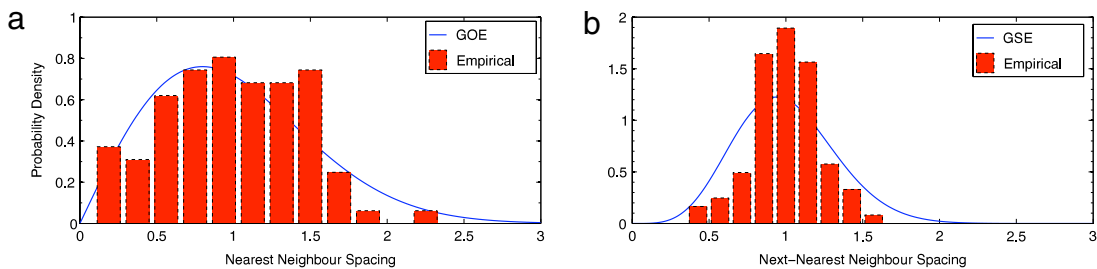 a
1
0.8
0.6
0.4
0.2
0
Probability Density
GOE
Empirical
0 0.5 1 1.5 2 2.5 3
Nearest Neighbour Spacing
b
2
1.5
1
0.5
0
GSE
Empirical
0 0.5 1 1.5 2 2.5 3
Next−Nearest Neighbour Spacing